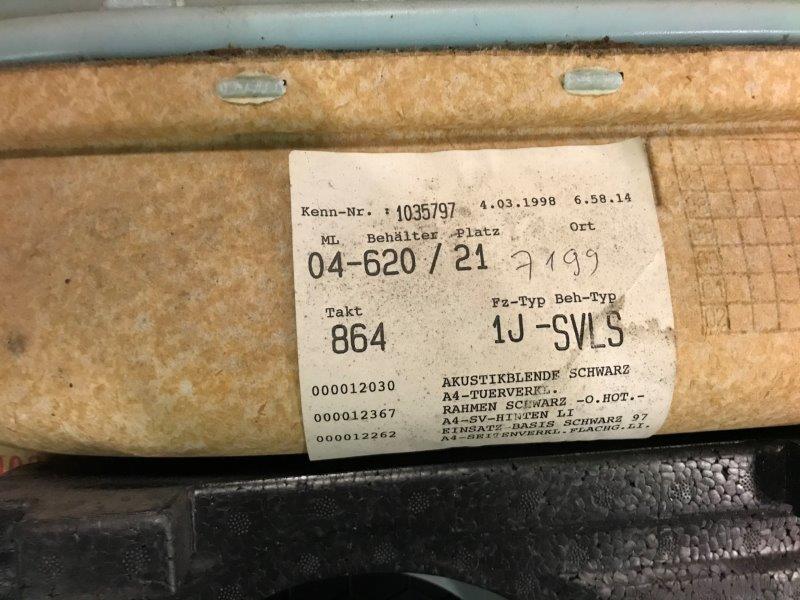 Kenn-Nr. : 1035797 4.03.1998 6.58.14
ML Behälter Platz Ort
04-620 / 21 7199
Takt Fz-Typ Beh-Typ
864 1J-SVLS
000012030 AKUSTIKBLENDE SCHWARZ
A4-TUERVERKL.
000012367 RAHMEN SCHWARZ -O.HOT.-
A4-SV-HINTEN LI
000012262 EINSATZ-BASIS SCHWARZ 97
A4-SEITENVERKL.FLACHG.LI.